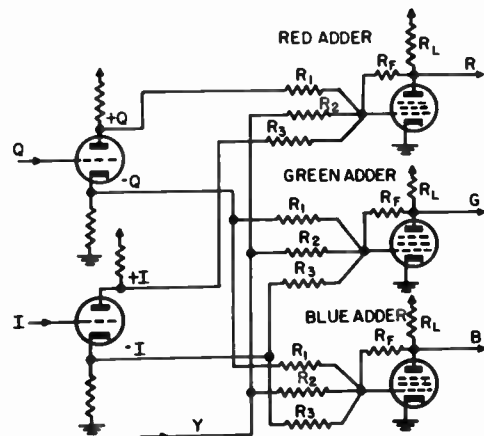 RED ADDER
R_L
R_F
R
R_1
R_2
R_3
+Q
Q
-Q
GREEN ADDER
R_L
R_F
G
R_1
R_2
R_3
+I
I
-I
BLUE ADDER
R_L
R_F
B
R_1
R_2
R_3
Y